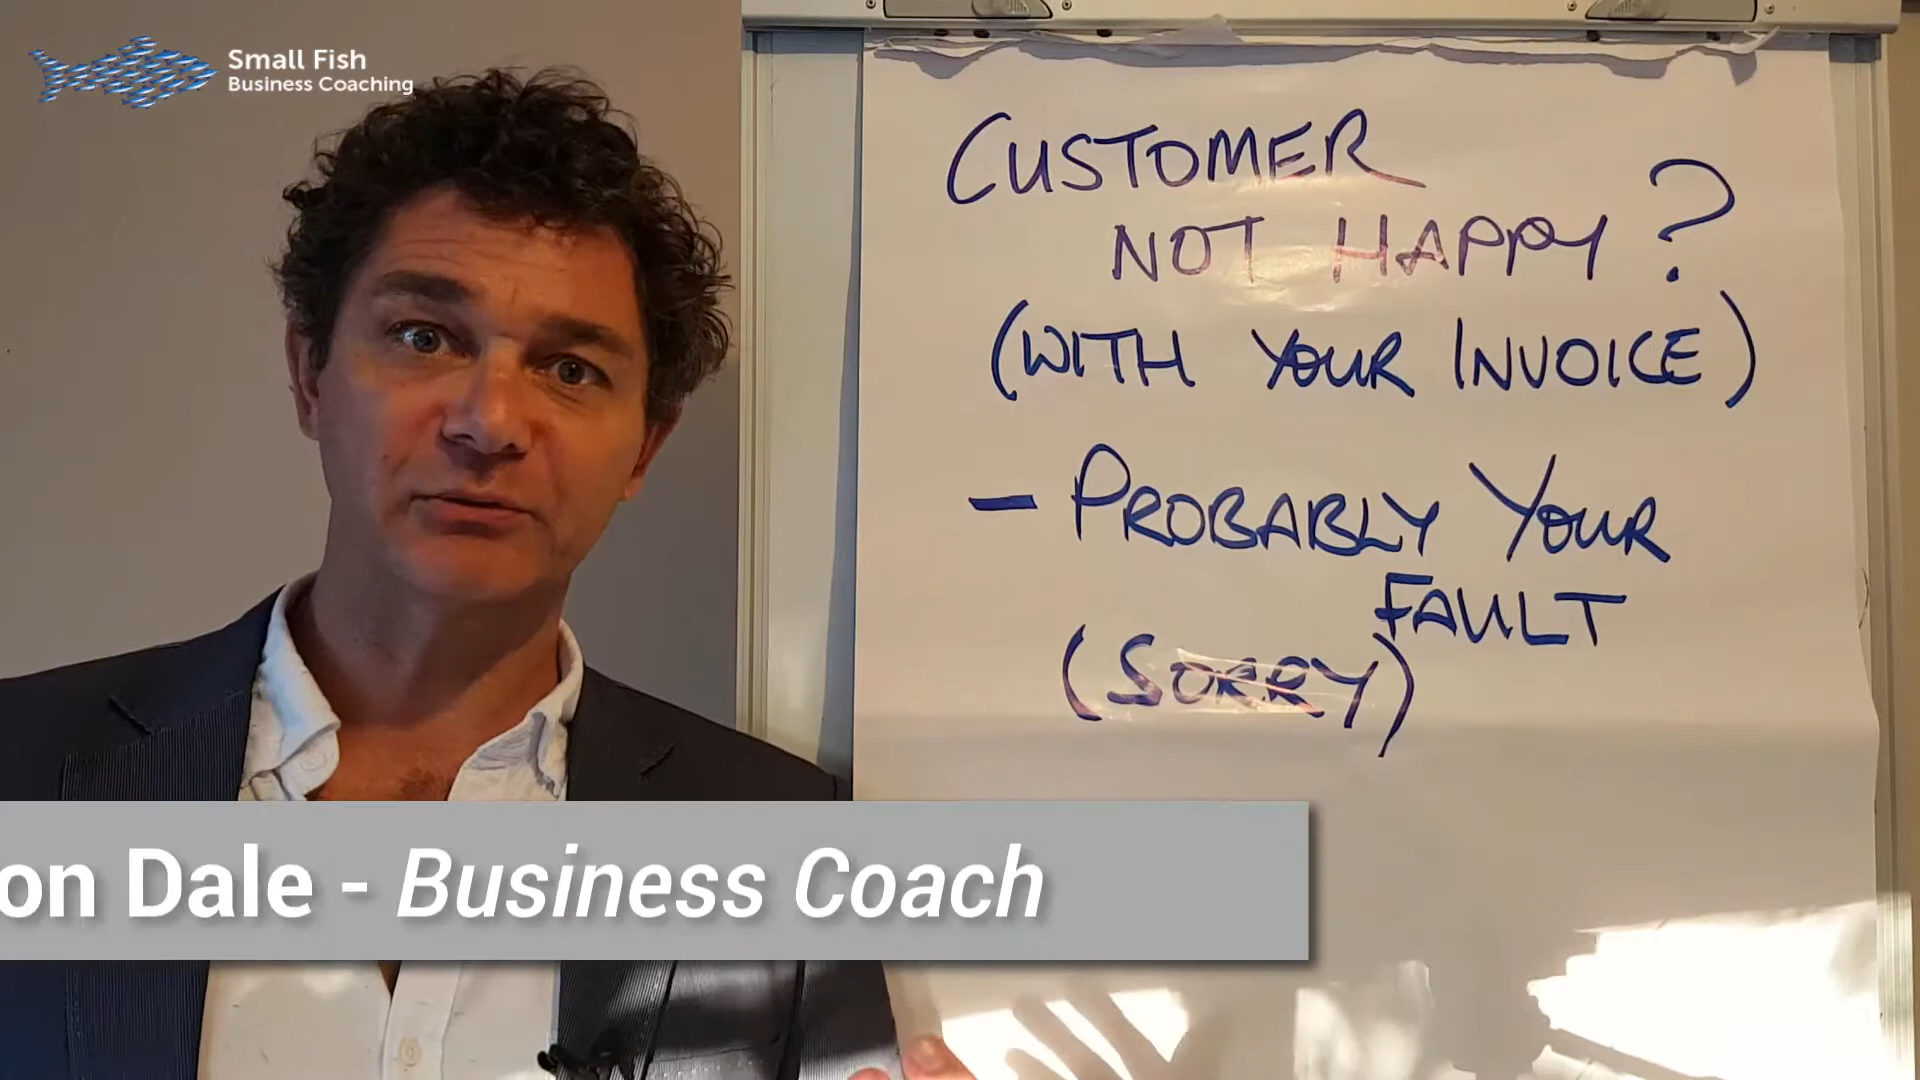 Small Fish
Business Coaching
CUSTOMER
NOT HAPPY?
(WITH YOUR INVOICE)
- PROBABLY YOUR
FAULT
(SORRY)
on Dale - Business Coach